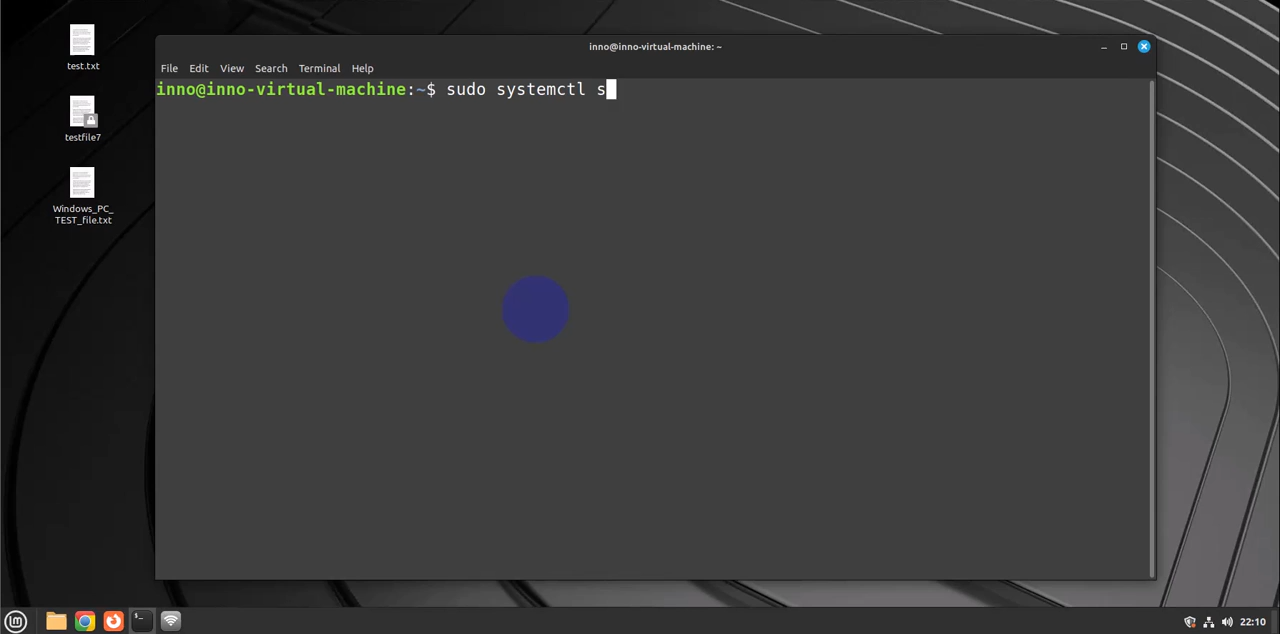 inno@inno-virtual-machine: ~
test.txt
File Edit View Search Terminal Help
inno@inno-virtual-machine:~$ sudo systemctl s
testfile7
Windows_PC_
TEST_file.txt
22:10